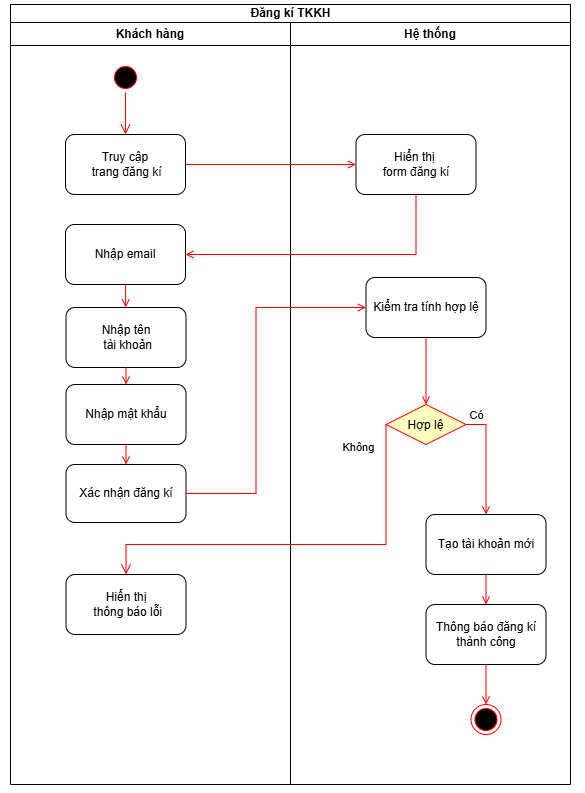 Đăng kí TKKH
Khách hàng
Hệ thống
Truy cập
trang đăng kí
Hiển thị
form đăng kí
Nhập email
Nhập tên
tài khoản
Kiểm tra tính hợp lệ
Nhập mật khẩu
Hợp lệ
Có
Không
Xác nhận đăng kí
Tạo tài khoản mới
Hiển thị
thông báo lỗi
Thông báo đăng kí
thành công